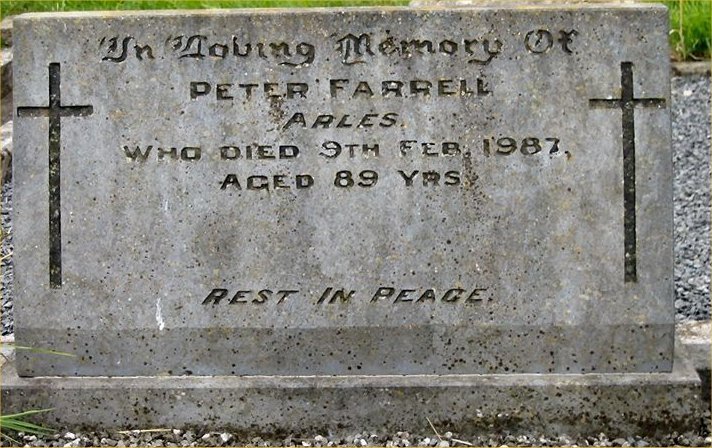 In Loving Memory Of
PETER FARRELL
ARLES.
WHO DIED 9TH FEB. 1987,
AGED 89 YRS.
REST IN PEACE.